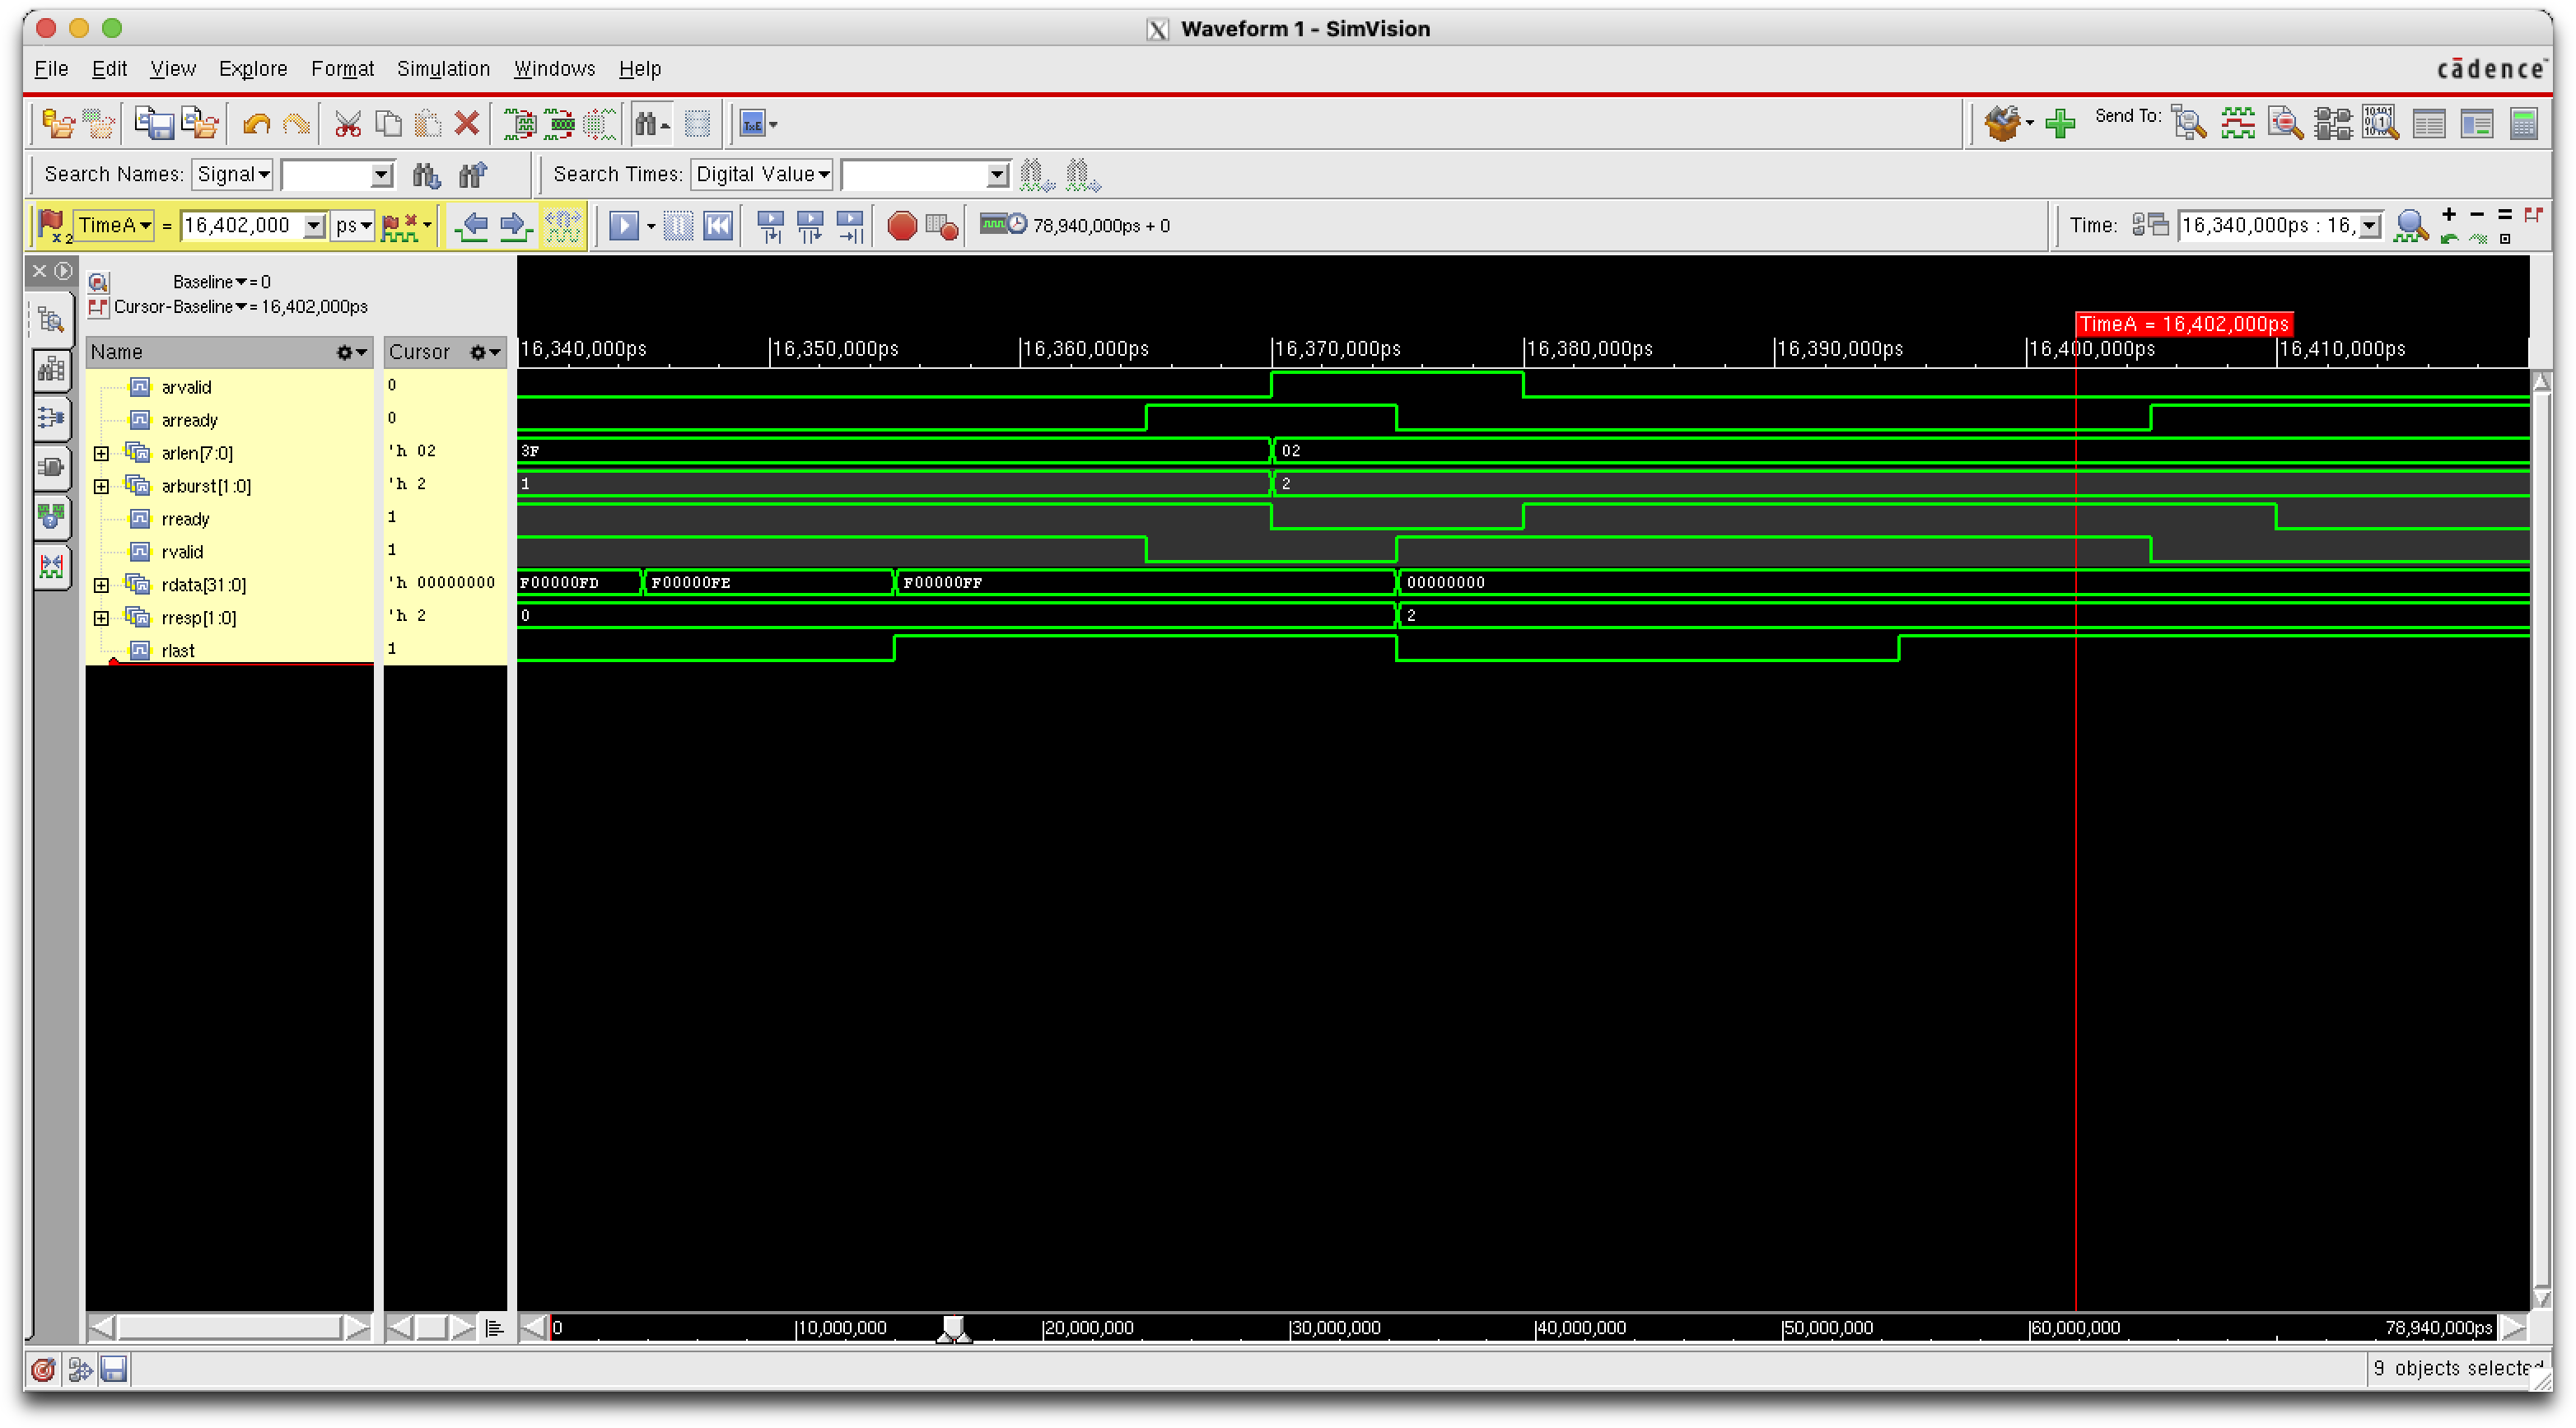 Waveform 1 - SimVision
File Edit View Explore Format Simulation Windows Help
cādence
TxE
Send To:
Search Names: Signal
Search Times: Digital Value
x2 TimeA = 16,402,000 ps
78,940,000ps + 0
Time: 16,340,000ps : 16,
Baseline = 0
Cursor-Baseline = 16,402,000ps
TimeA = 16,402,000ps
Name Cursor
16,340,000ps 16,350,000ps 16,360,000ps 16,370,000ps 16,380,000ps 16,390,000ps 16,400,000ps 16,410,000ps
arvalid 0
arready 0
arlen[7:0] 'h 02 3F 02
arburst[1:0] 'h 2 1 2
rready 1
rvalid 1
rdata[31:0] 'h 00000000 F00000FD F00000FE F00000FF 00000000
rresp[1:0] 'h 2 0 2
rlast 1
0 10,000,000 20,000,000 30,000,000 40,000,000 50,000,000 60,000,000 78,940,000ps
9 objects selected